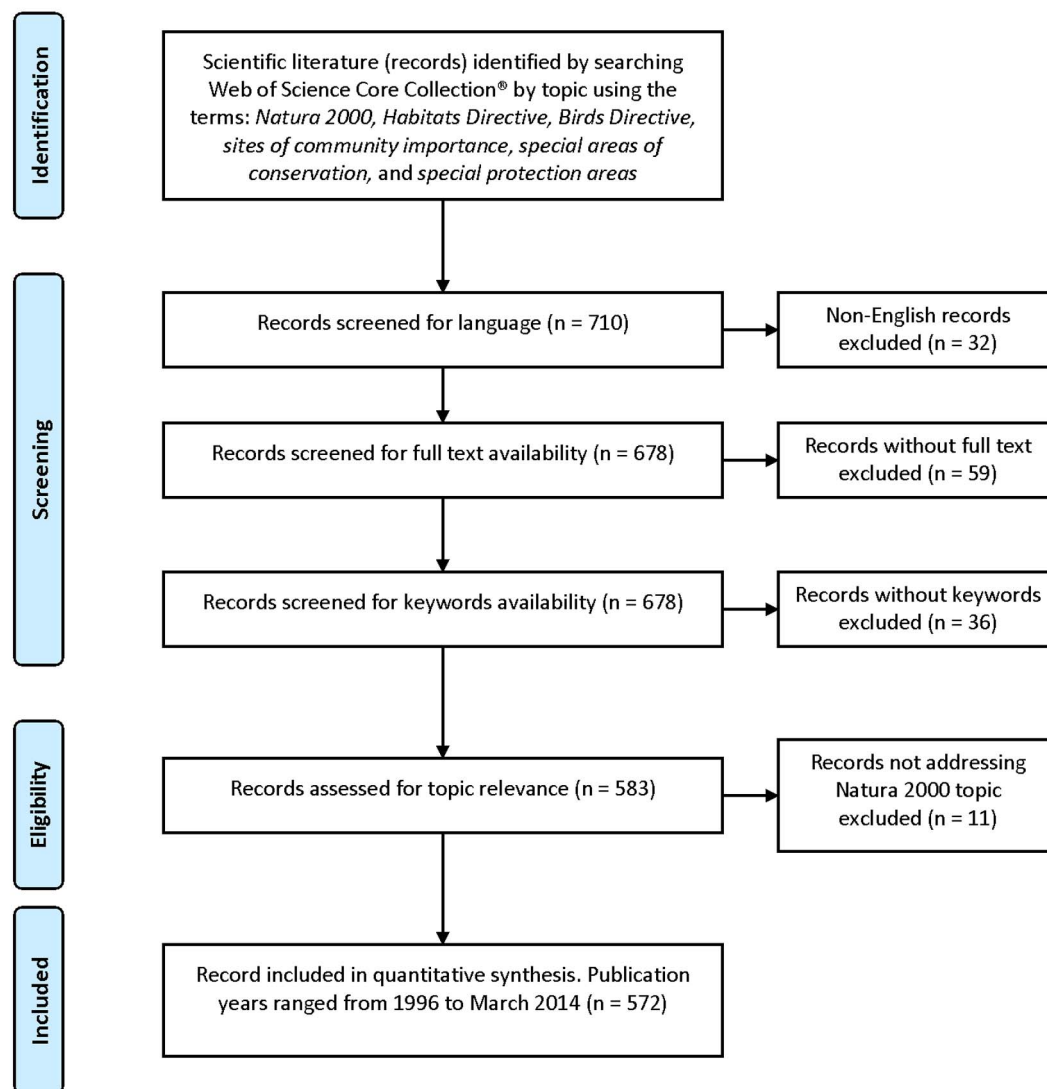 Identification
Scientific literature (records) identified by searching
Web of Science Core Collection® by topic using the
terms: Natura 2000, Habitats Directive, Birds Directive,
sites of community importance, special areas of
conservation, and special protection areas
Screening
Records screened for language (n = 710)
Non-English records
excluded (n = 32)
Records screened for full text availability (n = 678)
Records without full text
excluded (n = 59)
Records screened for keywords availability (n = 678)
Records without keywords
excluded (n = 36)
Eligibility
Records assessed for topic relevance (n = 583)
Records not addressing
Natura 2000 topic
excluded (n = 11)
Included
Record included in quantitative synthesis. Publication
years ranged from 1996 to March 2014 (n = 572)